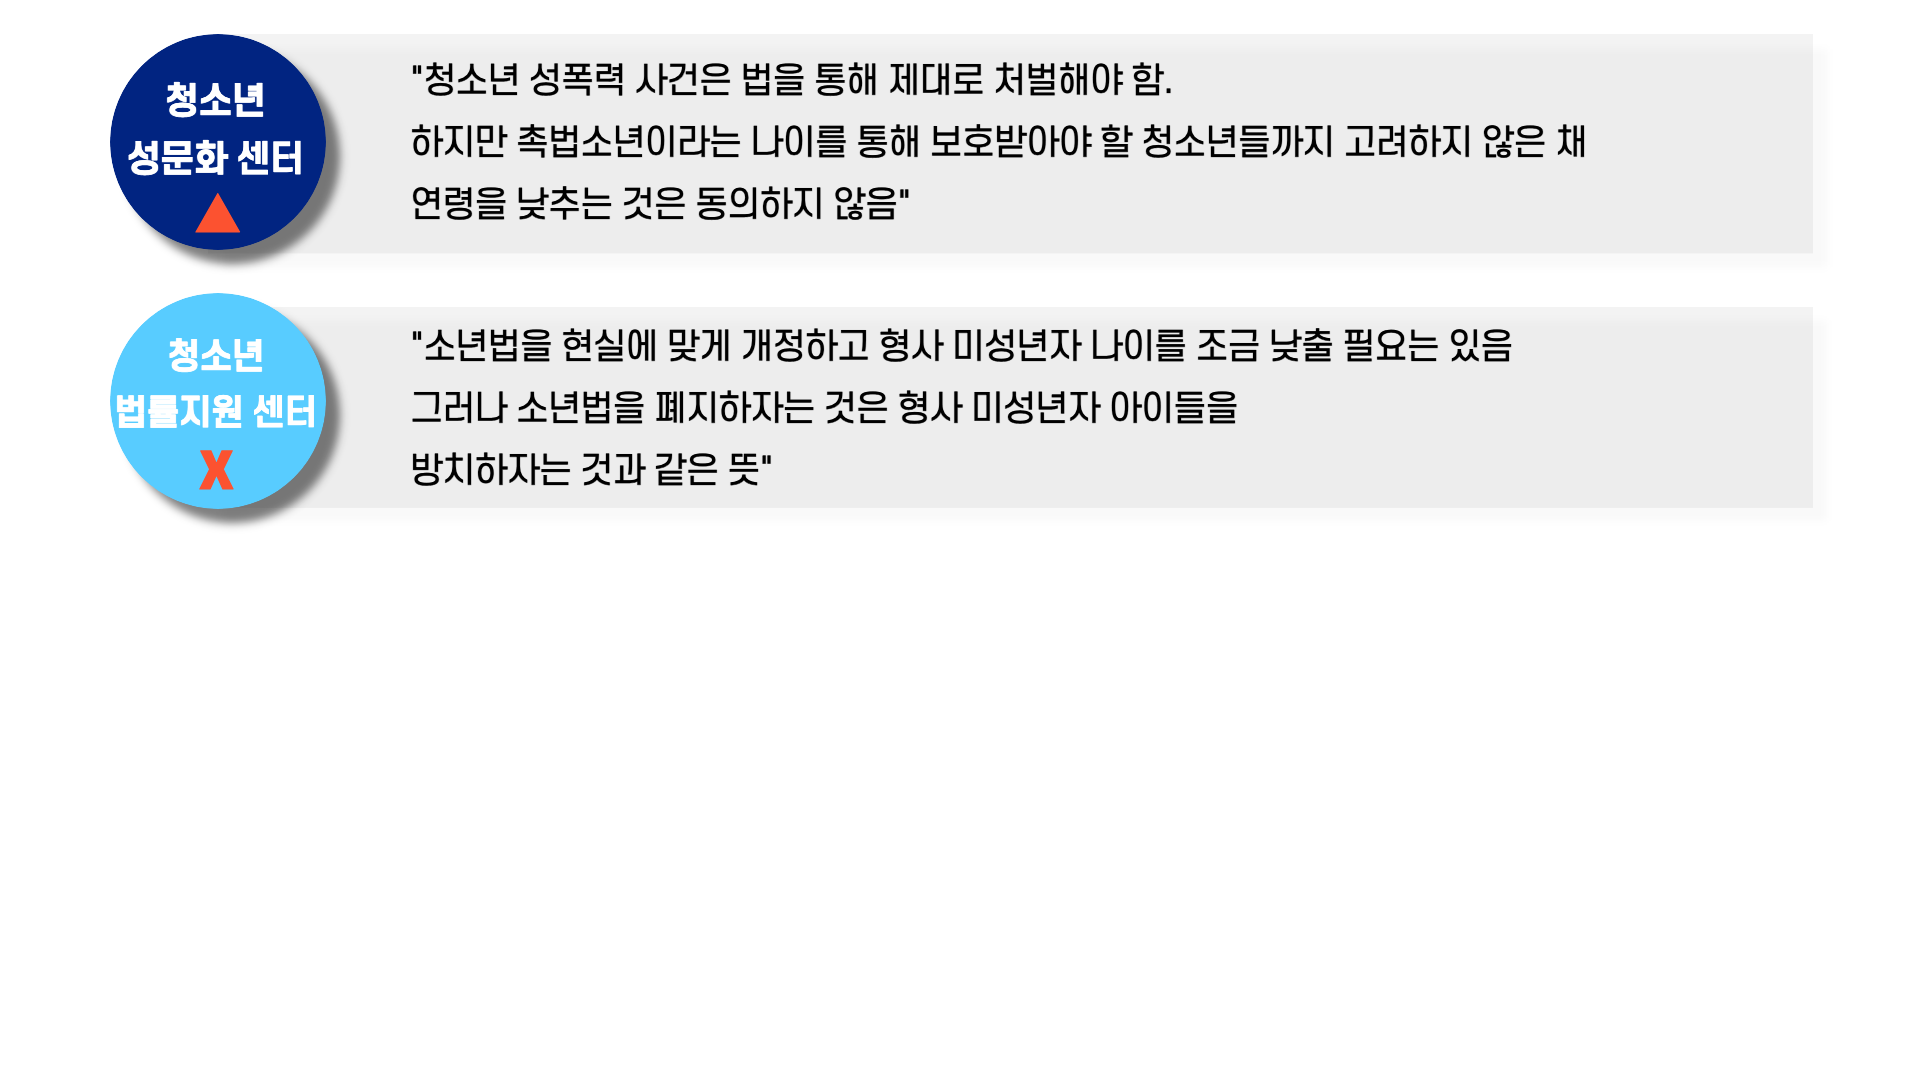 청소년
성문화 센터
"청소년 성폭력 사건은 법을 통해 제대로 처벌해야 함.
하지만 촉법소년이라는 나이를 통해 보호받아야 할 청소년들까지 고려하지 않은 채
연령을 낮추는 것은 동의하지 않음"
청소년
법률지원 센터
X
"소년법을 현실에 맞게 개정하고 형사 미성년자 나이를 조금 낮출 필요는 있음
그러나 소년법을 폐지하자는 것은 형사 미성년자 아이들을
방치하자는 것과 같은 뜻"